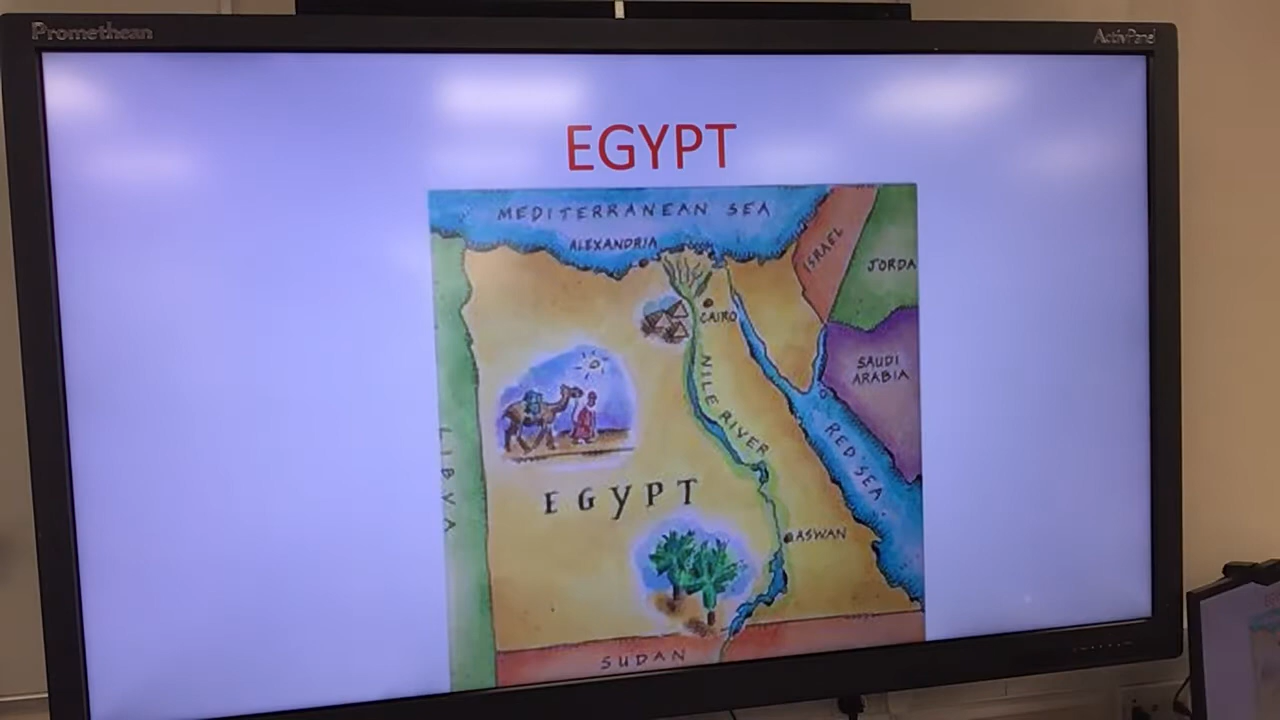 Promethean
ActivPanel
EGYPT
MEDITERRANEAN SEA
ALEXANDRIA
ISRAEL
JORDA
CAIRO
SAUDI
ARABIA
NILE RIVER
RED SEA
LIBYA
EGYPT
ASWAN
SUDAN